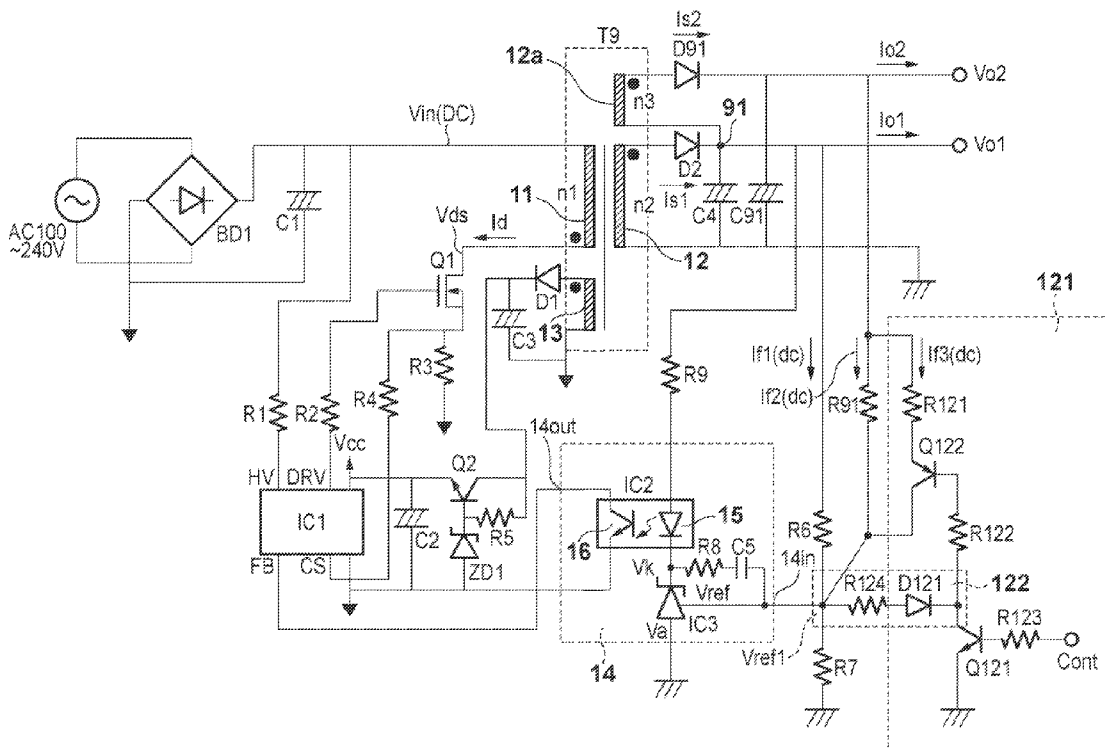 Is2
T9
D91
Io2
12a
n3
Vo2
91
Vin(DC)
Io1
Vo1
D2
n1
Is1
11
n2
C4
C91
C1
AC100
~240V
BD1
Vds
Id
Q1
12
D1
C3
13
121
R3
R9
If1(dc)
If3(dc)
If2(dc)
R91
R121
R1
R2
R4
14out
Q122
Vcc
Q2
IC2
HV
DRV
15
R6
R122
IC1
C2
R5
16
R8
C5
14in
FB
CS
ZD1
Vk
Vref
R124
D121
122
IC3
Va
R123
Vref1
R7
Q121
Cont
14